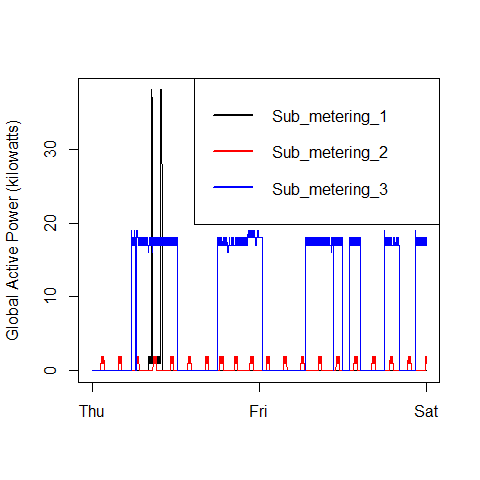 Global Active Power (kilowatts)
30
20
10
0
Sub_metering_1
Sub_metering_2
Sub_metering_3
Thu Fri Sat